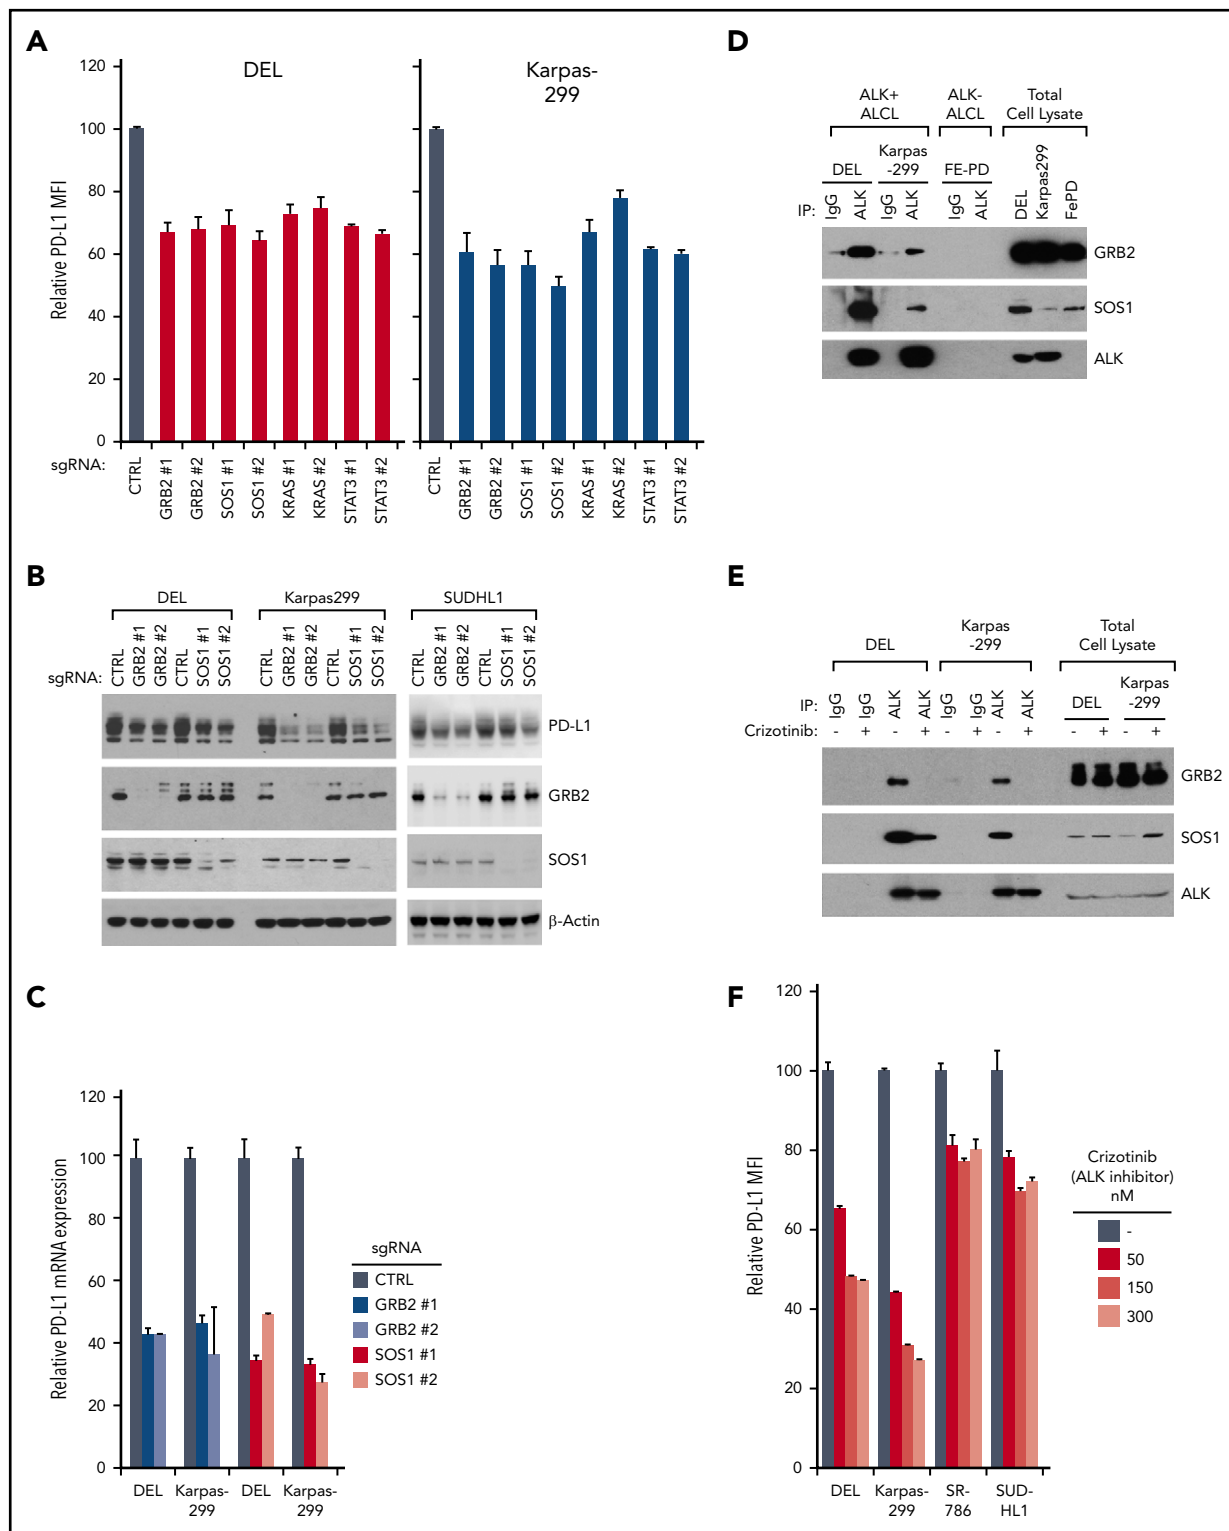 A
DEL
Karpas-
299
Relative PD-L1 MFI
120
100
80
60
40
20
0
sgRNA:
CTRL
GRB2 #1
GRB2 #2
SOS1 #1
SOS1 #2
KRAS #1
KRAS #2
STAT3 #1
STAT3 #2
CTRL
GRB2 #1
GRB2 #2
SOS1 #1
SOS1 #2
KRAS #1
KRAS #2
STAT3 #1
STAT3 #2
B
DEL
Karpas299
SUDHL1
sgRNA:
CTRL
GRB2 #1
GRB2 #2
CTRL
SOS1 #1
SOS1 #2
CTRL
GRB2 #1
GRB2 #2
CTRL
SOS1 #1
SOS1 #2
CTRL
GRB2 #1
GRB2 #2
CTRL
SOS1 #1
SOS1 #2
PD-L1
GRB2
SOS1
β-Actin
C
Relative PD-L1 mRNA expression
120
100
80
60
40
20
0
DEL
Karpas-
299
DEL
Karpas-
299
sgRNA
CTRL
GRB2 #1
GRB2 #2
SOS1 #1
SOS1 #2
D
ALK+
ALCL
ALK-
ALCL
Total
Cell Lysate
DEL
Karpas
-299
FE-PD
IP:
IgG
ALK
IgG
ALK
IgG
ALK
DEL
Karpas299
FePD
GRB2
SOS1
ALK
E
DEL
Karpas
-299
Total
Cell Lysate
DEL
Karpas
-299
IP:
IgG
IgG
ALK
ALK
IgG
IgG
ALK
ALK
Crizotinib:
- + - + - + - + - + - +
GRB2
SOS1
ALK
F
Relative PD-L1 MFI
120
100
80
60
40
20
0
DEL
Karpas-
299
SR-
786
SUD-
HL1
Crizotinib
(ALK inhibitor)
nM
-
50
150
300